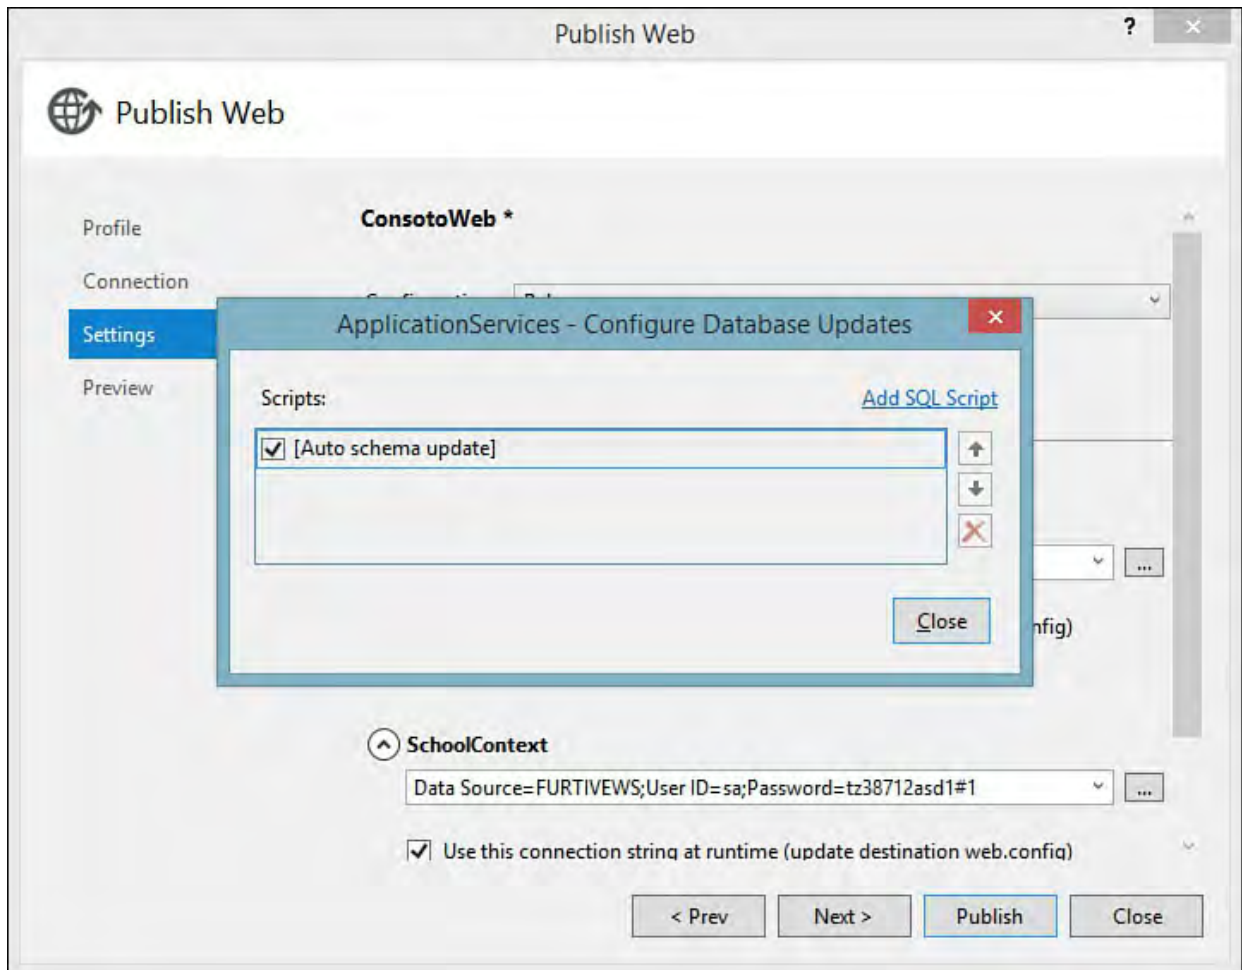 Publish Web
?
Publish Web
Profile
ConsotoWeb *
Connection
Settings
ApplicationServices - Configure Database Updates
Preview
Scripts:
Add SQL Script
[Auto schema update]
...
Close
nfig)
SchoolContext
Data Source=FURTIVEWS;User ID=sa;Password=tz38712asd1#1
...
Use this connection string at runtime (update destination web.config)
< Prev
Next >
Publish
Close